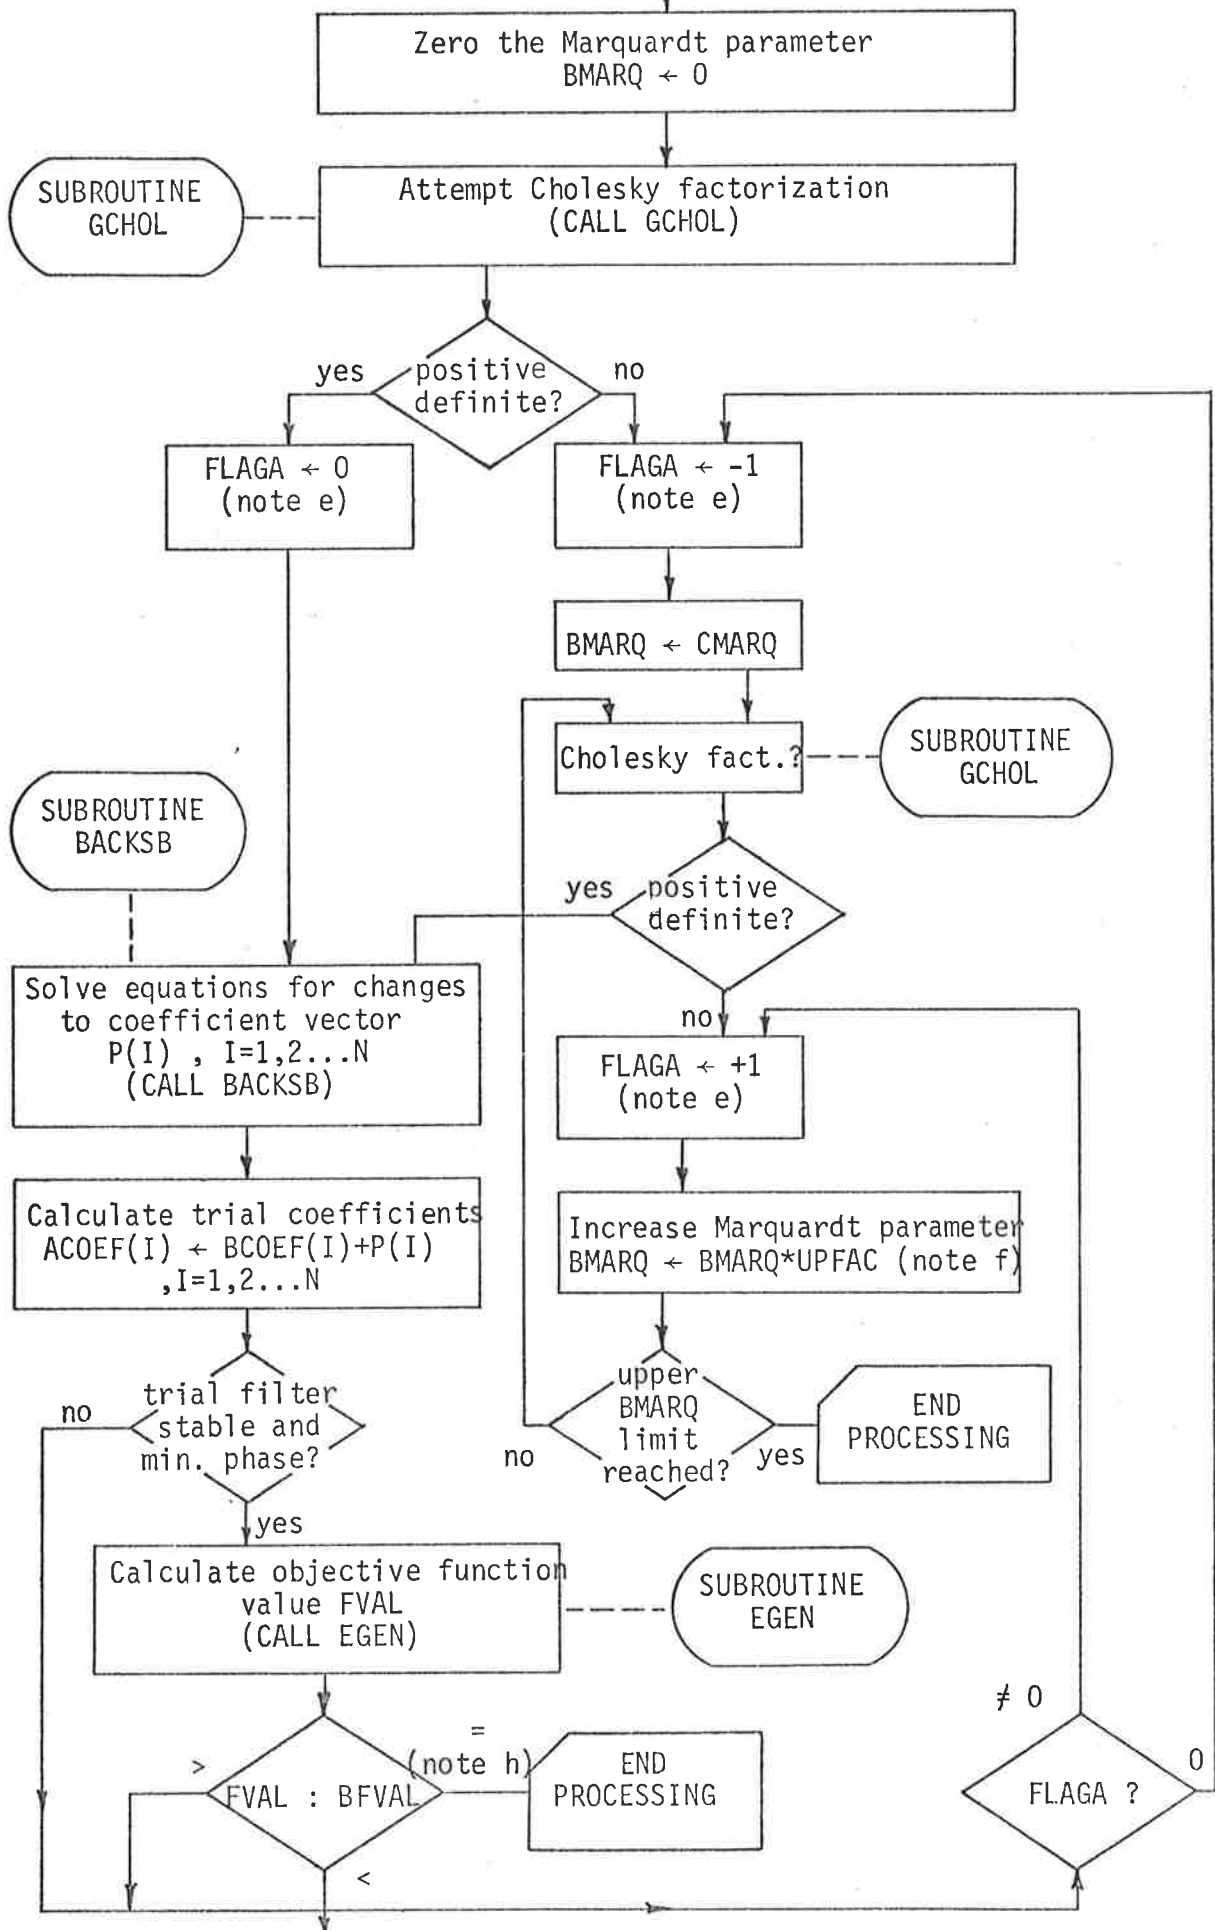 Zero the Marquardt parameter
BMARQ ← 0
SUBROUTINE
GCHOL
Attempt Cholesky factorization
(CALL GCHOL)
yes
positive
definite?
no
FLAGA ← 0
(note e)
FLAGA ← -1
(note e)
BMARQ ← CMARQ
Cholesky fact.?
SUBROUTINE
GCHOL
SUBROUTINE
BACKSB
yes
positive
definite?
Solve equations for changes
to coefficient vector
P(I) , I=1,2...N
(CALL BACKSB)
no
FLAGA ← +1
(note e)
Calculate trial coefficients
ACOEF(I) ← BCOEF(I)+P(I)
,I=1,2...N
Increase Marquardt parameter
BMARQ ← BMARQ*UPFAC (note f)
no
trial filter
stable and
min. phase?
upper
BMARQ
limit
reached?
no
yes
END
PROCESSING
yes
Calculate objective function
value FVAL
(CALL EGEN)
SUBROUTINE
EGEN
>
FVAL : BFVAL
=
(note h)
END
PROCESSING
≠ 0
FLAGA ?
0
<